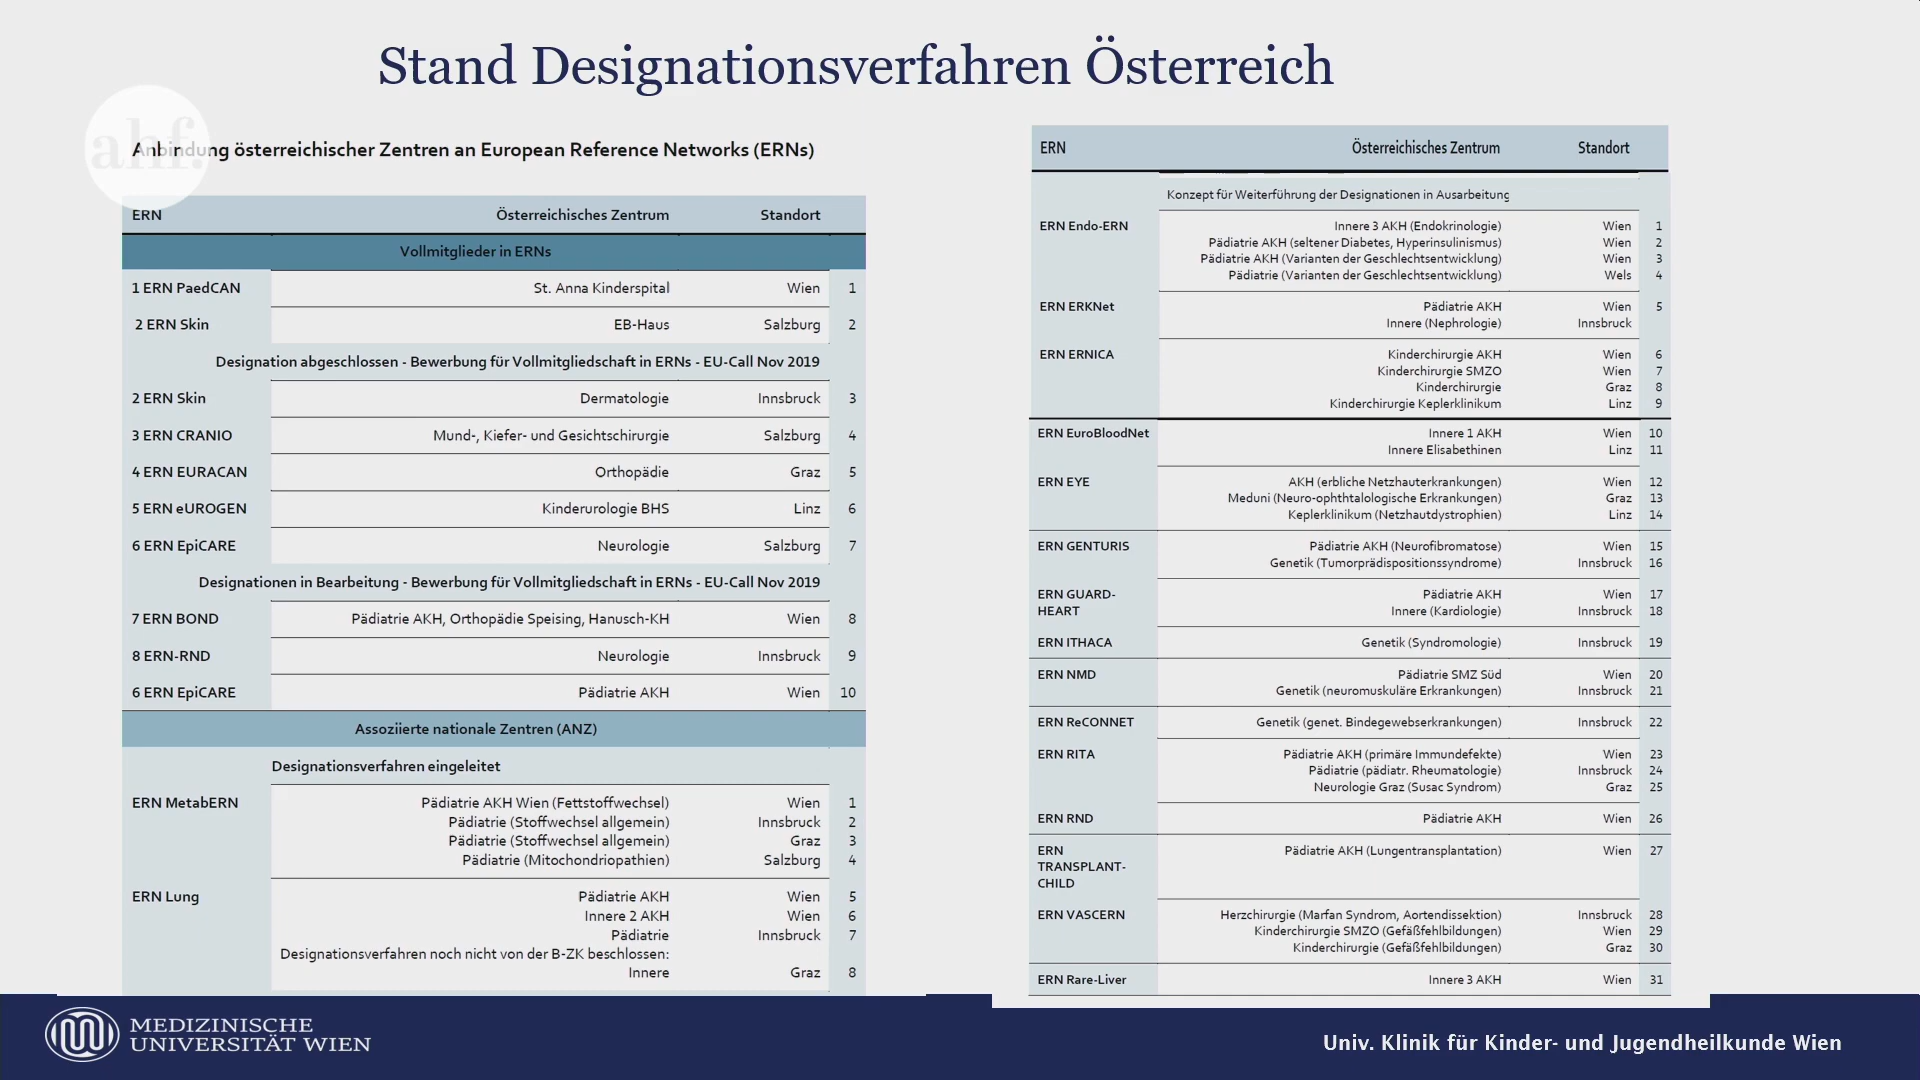 Stand Designationsverfahren Österreich
ahf.
Anbindung österreichischer Zentren an European Reference Networks (ERNs)
ERN Österreichisches Zentrum Standort
Vollmitglieder in ERNs
1 ERN PaedCAN St. Anna Kinderspital Wien 1
2 ERN Skin EB-Haus Salzburg 2
Designation abgeschlossen - Bewerbung für Vollmitgliedschaft in ERNs - EU-Call Nov 2019
2 ERN Skin Dermatologie Innsbruck 3
3 ERN CRANIO Mund-, Kiefer- und Gesichtschirurgie Salzburg 4
4 ERN EURACAN Orthopädie Graz 5
5 ERN eUROGEN Kinderurologie BHS Linz 6
6 ERN EpiCARE Neurologie Salzburg 7
Designationen in Bearbeitung - Bewerbung für Vollmitgliedschaft in ERNs - EU-Call Nov 2019
7 ERN BOND Pädiatrie AKH, Orthopädie Speising, Hanusch-KH Wien 8
8 ERN-RND Neurologie Innsbruck 9
6 ERN EpiCARE Pädiatrie AKH Wien 10
Assoziierte nationale Zentren (ANZ)
Designationsverfahren eingeleitet
ERN MetabERN Pädiatrie AKH Wien (Fettstoffwechsel) Wien 1
Pädiatrie (Stoffwechsel allgemein) Innsbruck 2
Pädiatrie (Stoffwechsel allgemein) Graz 3
Pädiatrie (Mitochondriopathien) Salzburg 4
ERN Lung Pädiatrie AKH Wien 5
Innere 2 AKH Wien 6
Pädiatrie Innsbruck 7
Designationsverfahren noch nicht von der B-ZK beschlossen:
Innere Graz 8
ERN Österreichisches Zentrum Standort
Konzept für Weiterführung der Designationen in Ausarbeitung
ERN Endo-ERN Innere 3 AKH (Endokrinologie) Wien 1
Pädiatrie AKH (seltener Diabetes, Hyperinsulinismus) Wien 2
Pädiatrie AKH (Varianten der Geschlechtsentwicklung) Wien 3
Pädiatrie (Varianten der Geschlechtsentwicklung) Wels 4
ERN ERKNet Pädiatrie AKH Wien 5
Innere (Nephrologie) Innsbruck
ERN ERNICA Kinderchirurgie AKH Wien 6
Kinderchirurgie SMZO Wien 7
Kinderchirurgie Graz 8
Kinderchirurgie Keplerklinikum Linz 9
ERN EuroBloodNet Innere 1 AKH Wien 10
Innere Elisabethinen Linz 11
ERN EYE AKH (erbliche Netzhauterkrankungen) Wien 12
Meduni (Neuro-ophthtalologische Erkrankungen) Graz 13
Keplerklinikum (Netzhautdystrophien) Linz 14
ERN GENTURIS Pädiatrie AKH (Neurofibromatose) Wien 15
Genetik (Tumorprädispositionssyndrome) Innsbruck 16
ERN GUARD- Pädiatrie AKH Wien 17
HEART Innere (Kardiologie) Innsbruck 18
ERN ITHACA Genetik (Syndromologie) Innsbruck 19
ERN NMD Pädiatrie SMZ Süd Wien 20
Genetik (neuromuskuläre Erkrankungen) Innsbruck 21
ERN ReCONNET Genetik (genet. Bindegewebserkrankungen) Innsbruck 22
ERN RITA Pädiatrie AKH (primäre Immundefekte) Wien 23
Pädiatrie (pädiatr. Rheumatologie) Innsbruck 24
Neurologie Graz (Susac Syndrom) Graz 25
ERN RND Pädiatrie AKH Wien 26
ERN Pädiatrie AKH (Lungentransplantation) Wien 27
TRANSPLANT-
CHILD
ERN VASCERN Herzchirurgie (Marfan Syndrom, Aortendissektion) Innsbruck 28
Kinderchirurgie SMZO (Gefäßfehlbildungen) Wien 29
Kinderchirurgie (Gefäßfehlbildungen) Graz 30
ERN Rare-Liver Innere 3 AKH Wien 31
MEDIZINISCHE
UNIVERSITÄT WIEN
Univ. Klinik für Kinder- und Jugendheilkunde Wien